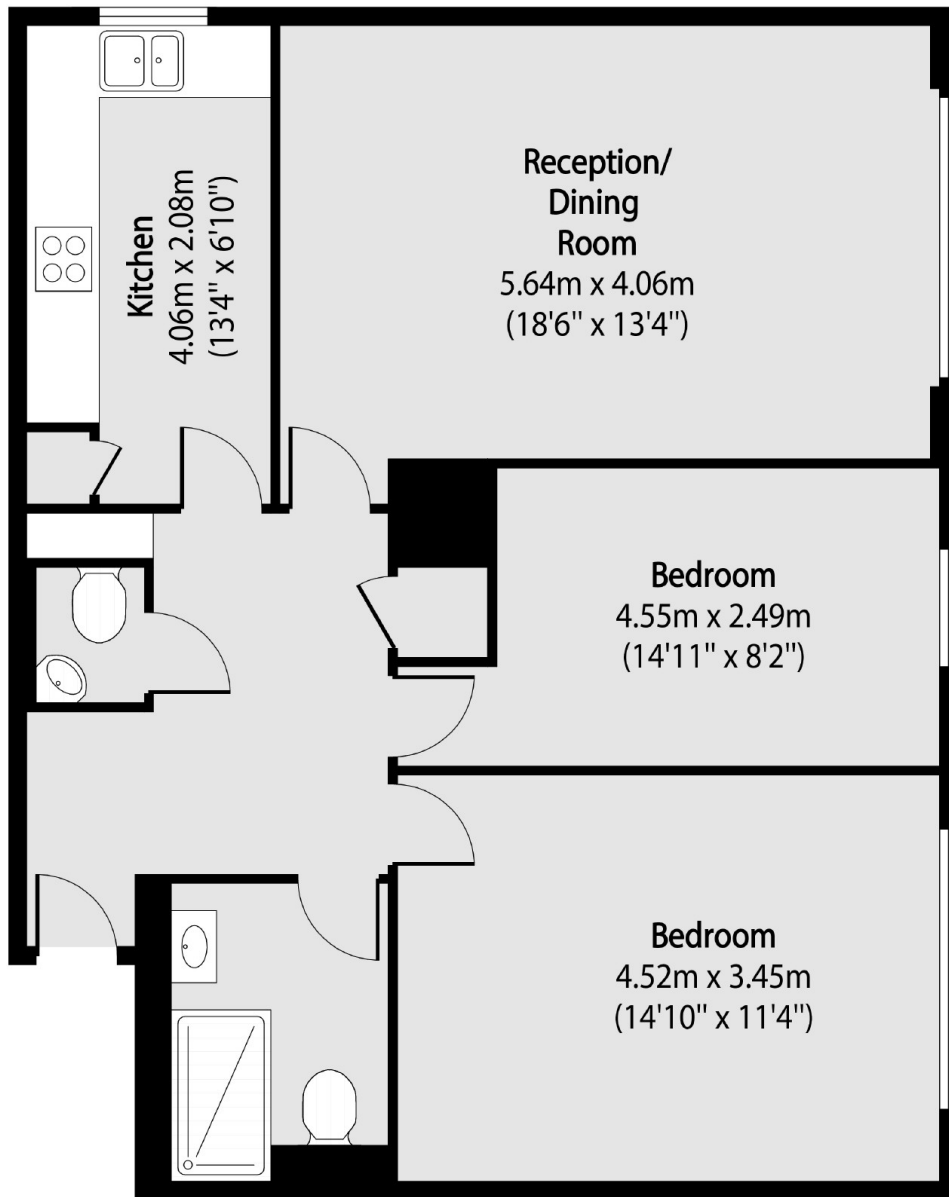 Kitchen
4.06m x 2.08m
(13'4" x 6'10")
Reception/
Dining
Room
5.64m x 4.06m
(18'6" x 13'4")
Bedroom
4.55m x 2.49m
(14'11" x 8'2")
Bedroom
4.52m x 3.45m
(14'10" x 11'4")